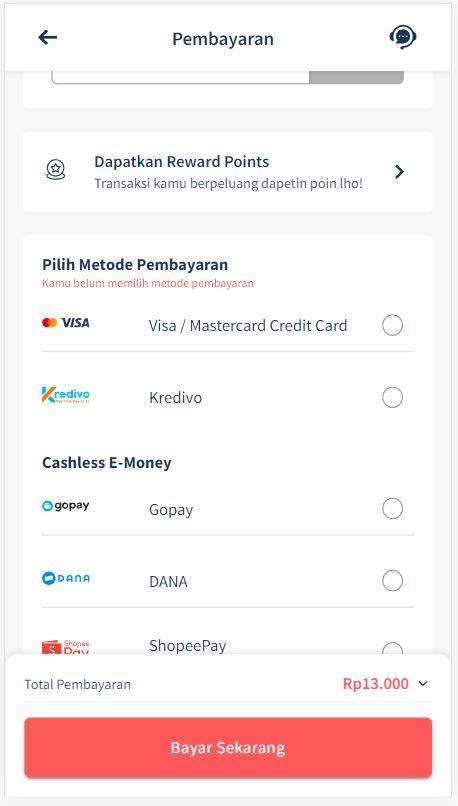 Pembayaran
Dapatkan Reward Points
Transaksi kamu berpeluang dapetin poin lho!
Pilih Metode Pembayaran
Kamu belum memilih metode pembayaran
VISA Visa / Mastercard Credit Card
Kredivo Kredivo
Cashless E-Money
gopay Gopay
DANA DANA
Shopee Pay ShopeePay
Total Pembayaran Rp13.000
Bayar Sekarang